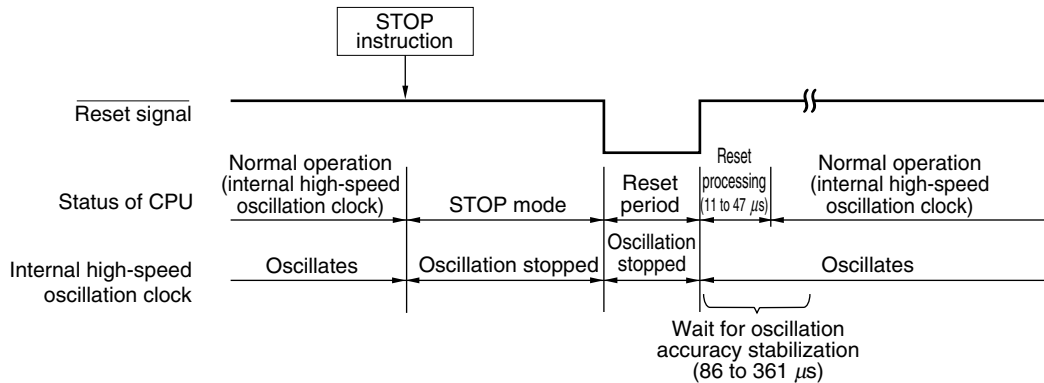 STOP
instruction
Reset signal
Normal operation
(internal high-speed
oscillation clock)
Status of CPU
STOP mode
Reset
period
Reset
processing
(11 to 47 μs)
Normal operation
(internal high-speed
oscillation clock)
Internal high-speed
oscillation clock
Oscillates
Oscillation stopped
Oscillation
stopped
Oscillates
Wait for oscillation
accuracy stabilization
(86 to 361 μs)